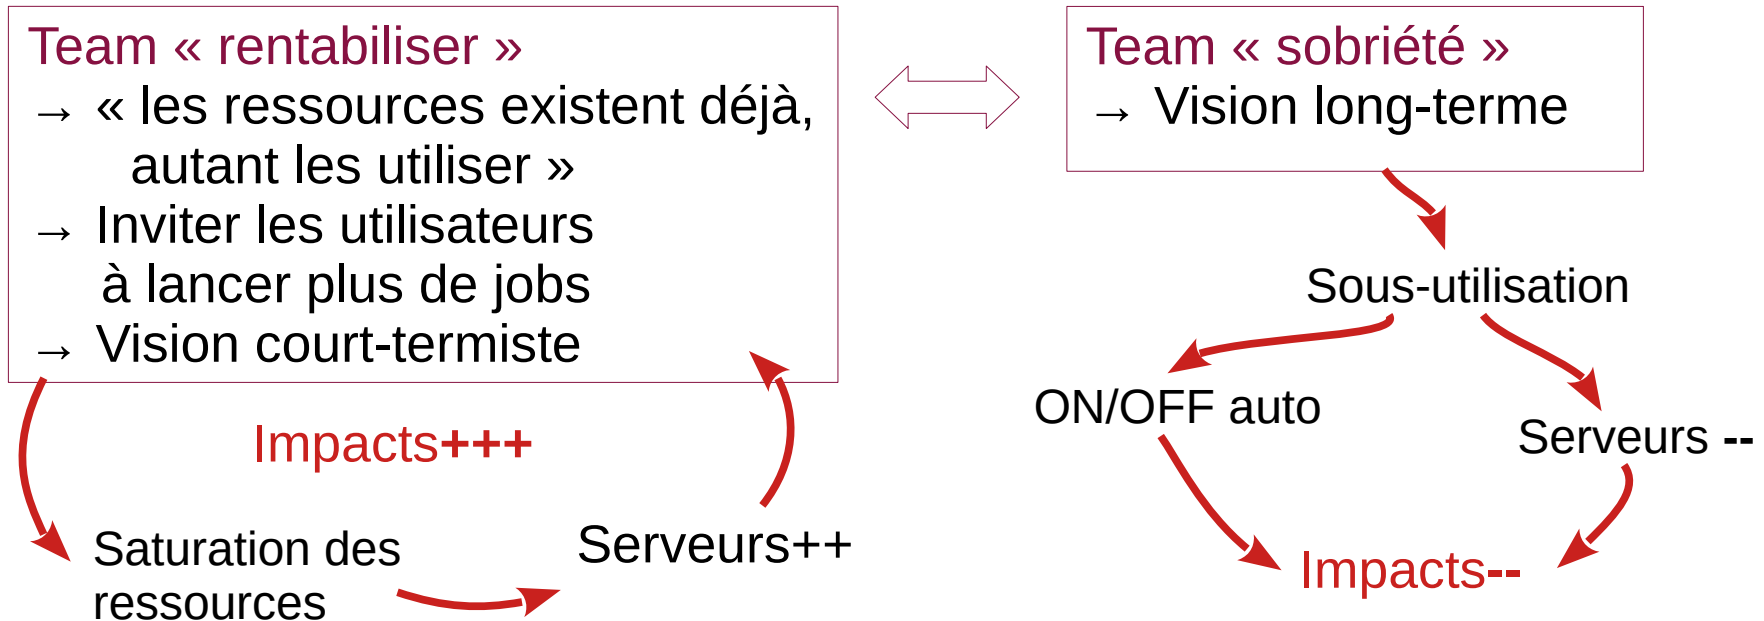 Team « rentabiliser »
→ « les ressources existent déjà,
autant les utiliser »
→ Inviter les utilisateurs
à lancer plus de jobs
→ Vision court-termiste
Impacts+++
Saturation des
ressources
Serveurs++
Team « sobriété »
→ Vision long-terme
Sous-utilisation
ON/OFF auto
Serveurs --
Impacts--